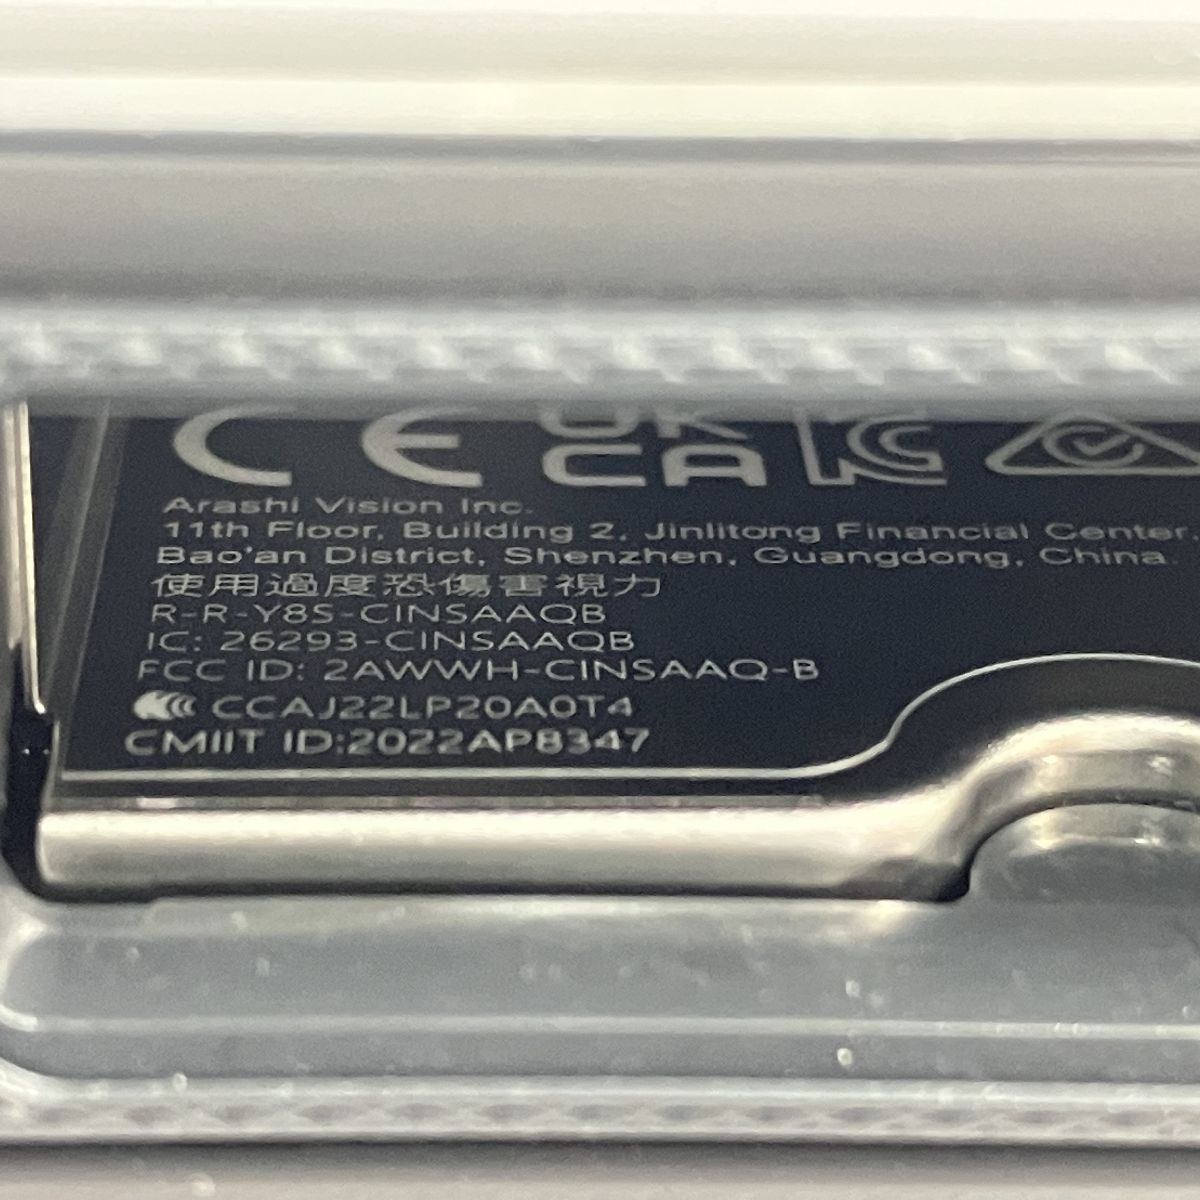 CE UK CA
Arashi Vision Inc.
11th Floor, Building 2, Jinlitong Financial Center,
Bao'an District, Shenzhen, Guangdong, China.
使用過度恐傷害視力
R-R-Y8S-CINSAAQB
IC: 26293-CINSAAQB
FCC ID: 2AWWH-CINSAAQ-B
CCAJ22LP20A0T4
CMIIT ID:2022AP8347